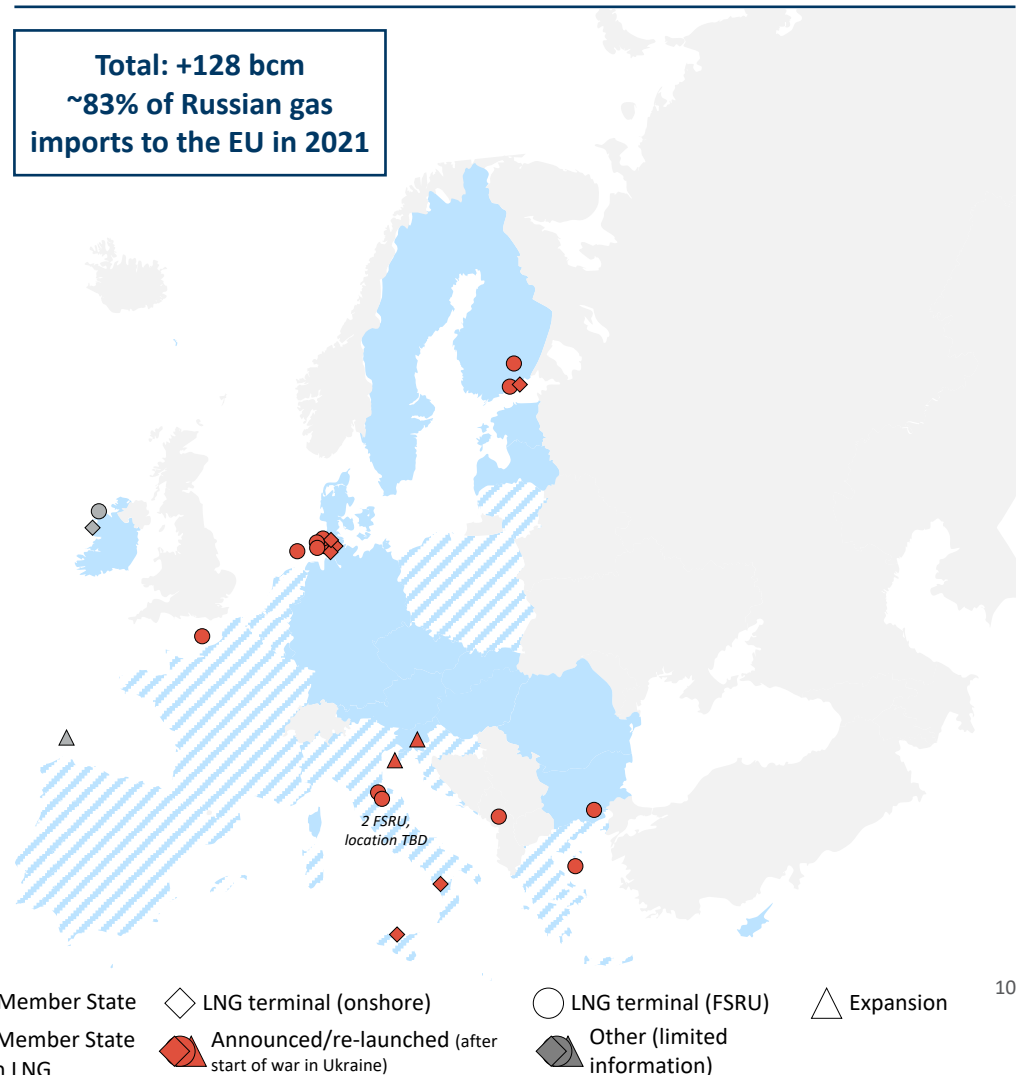 Total: +128 bcm
~83% of Russian gas
imports to the EU in 2021
2 FSRU,
location TBD
Member State
LNG terminal (onshore)
LNG terminal (FSRU)
Expansion
10
Member State
LNG
Announced/re-launched (after
start of war in Ukraine)
Other (limited
information)